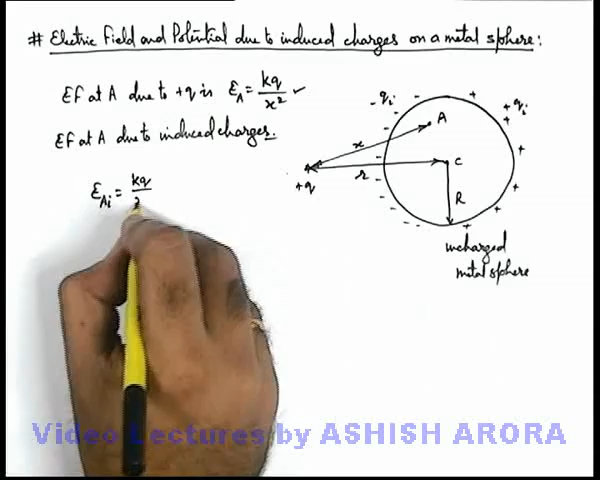 # Electric Field and Potential due to induced charges on a metal sphere:
EF at A due to +q is E_A = kq/x² ✓
EF at A due to induced charges.
E_Ai = kq/
-q_i
+q_i
A
x
+q
r
C
R
uncharged
metal sphere
Video Lectures by ASHISH ARORA